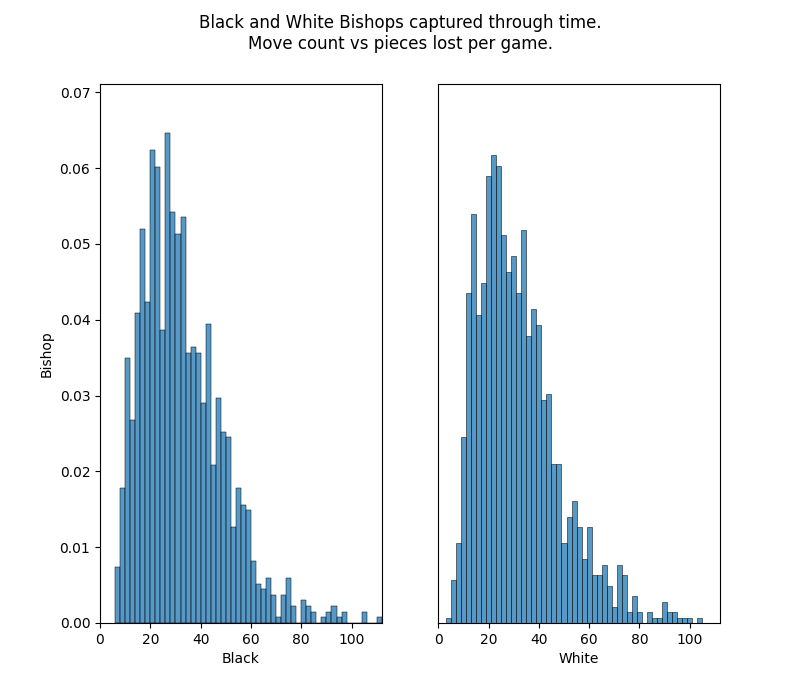 Black and White Bishops captured through time.
Move count vs pieces lost per game.
0.07
0.06
0.05
0.04
0.03
0.02
0.01
0.00
Bishop
0 20 40 60 80 100
Black
0 20 40 60 80 100
White